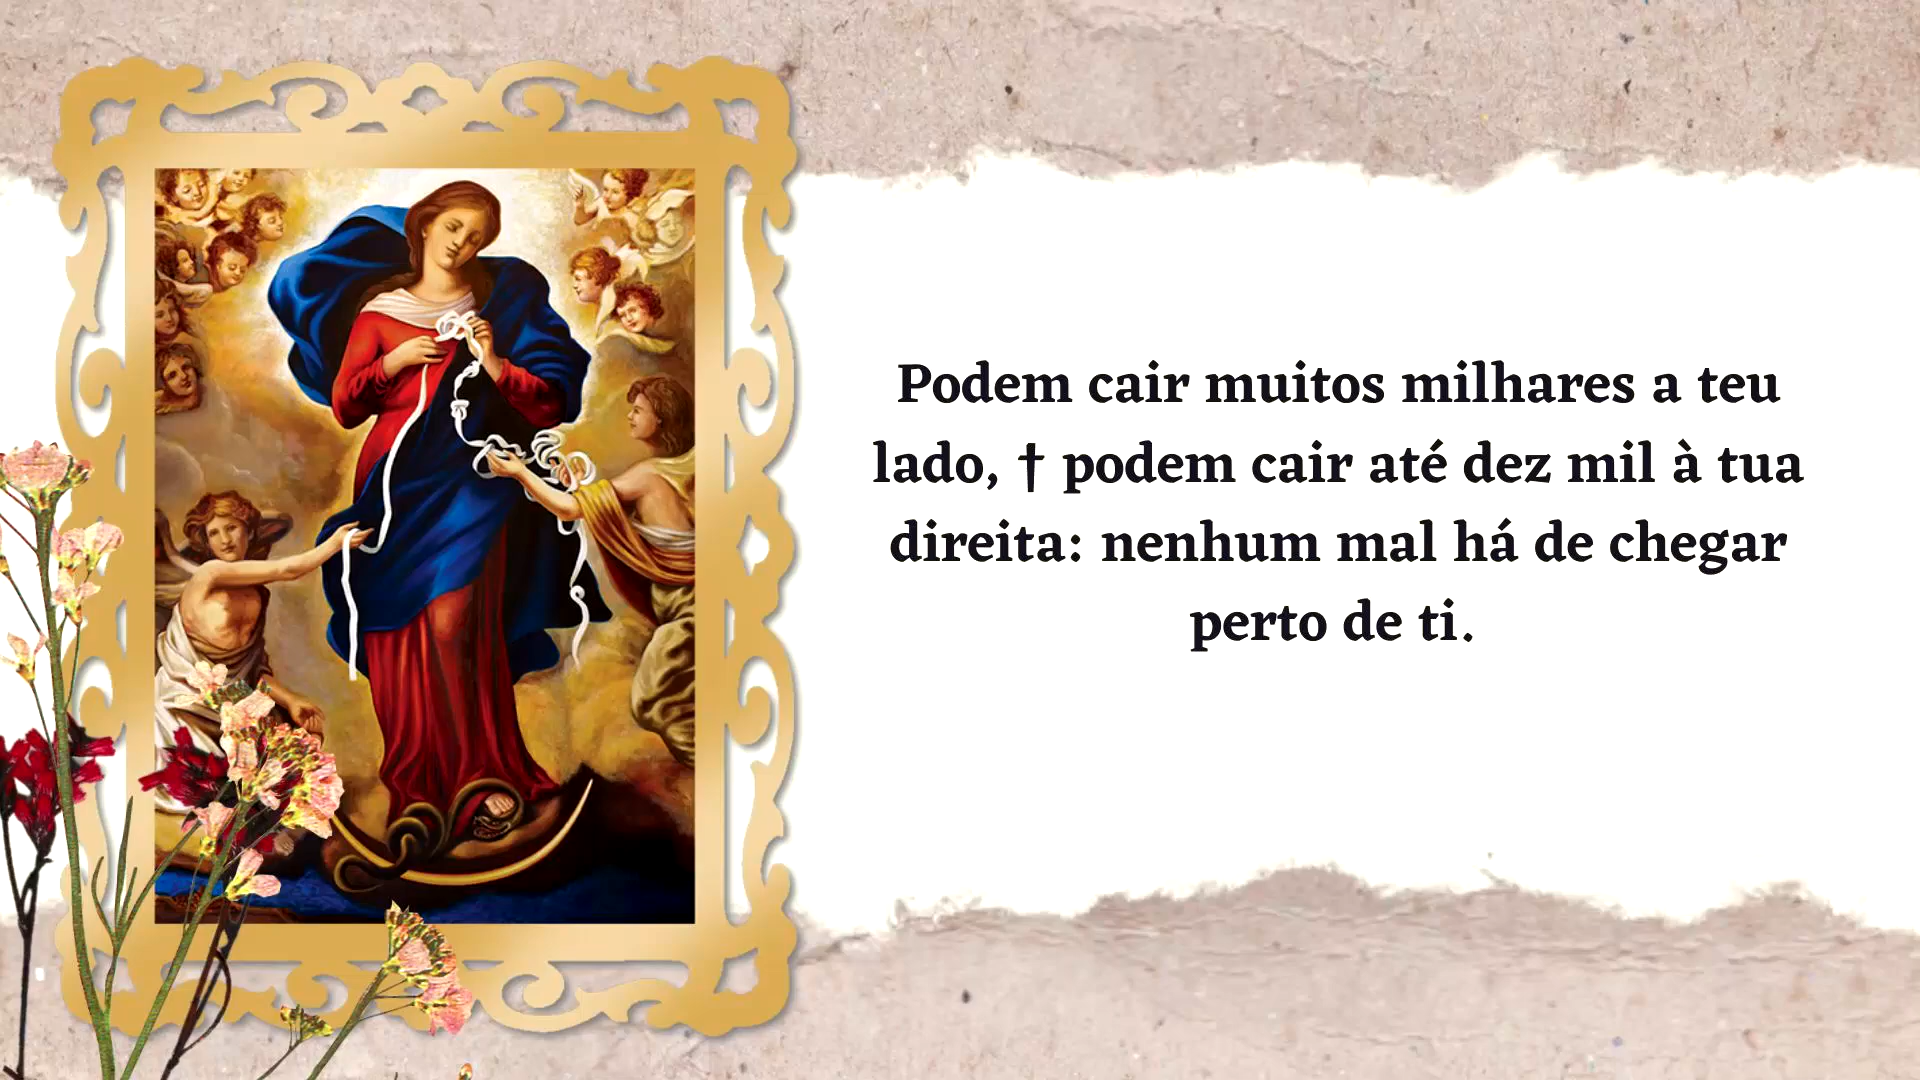 Podem cair muitos milhares a teu
lado, † podem cair até dez mil à tua
direita: nenhum mal há de chegar
perto de ti.